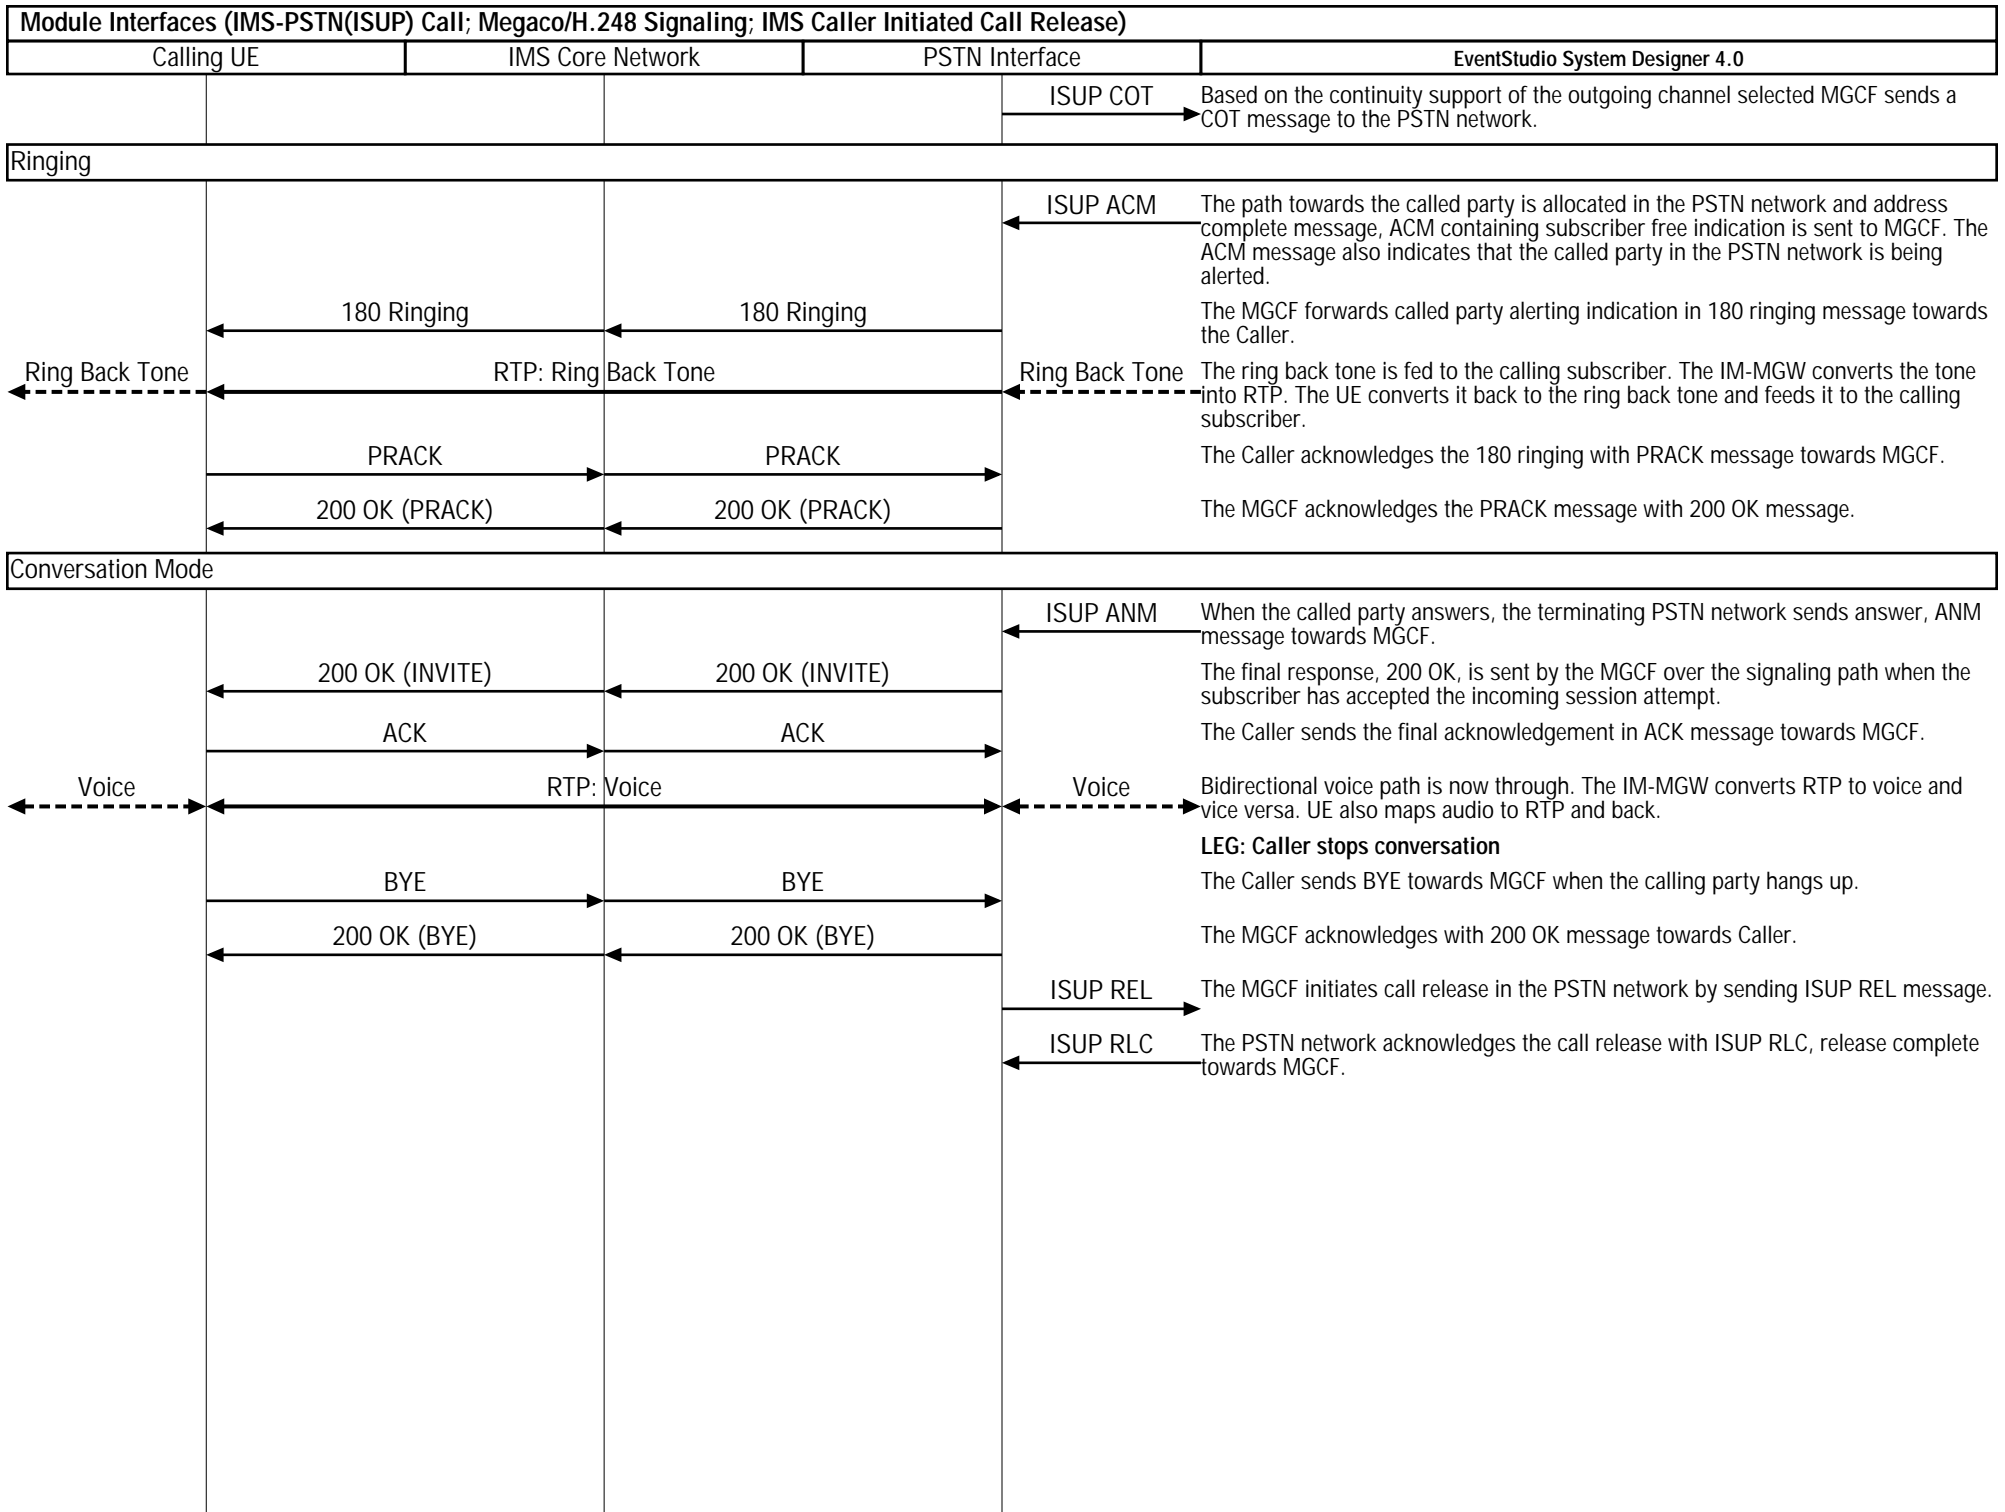 Module Interfaces (IMS-PSTN(ISUP) Call; Megaco/H.248 Signaling; IMS Caller Initiated Call Release)
Calling UE IMS Core Network PSTN Interface EventStudio System Designer 4.0
ISUP COT Based on the continuity support of the outgoing channel selected MGCF sends a
COT message to the PSTN network.
Ringing
ISUP ACM The path towards the called party is allocated in the PSTN network and address
complete message, ACM containing subscriber free indication is sent to MGCF. The
ACM message also indicates that the called party in the PSTN network is being
alerted.
180 Ringing 180 Ringing The MGCF forwards called party alerting indication in 180 ringing message towards
the Caller.
Ring Back Tone RTP: Ring Back Tone Ring Back Tone The ring back tone is fed to the calling subscriber. The IM-MGW converts the tone
into RTP. The UE converts it back to the ring back tone and feeds it to the calling
subscriber.
PRACK PRACK The Caller acknowledges the 180 ringing with PRACK message towards MGCF.
200 OK (PRACK) 200 OK (PRACK) The MGCF acknowledges the PRACK message with 200 OK message.
Conversation Mode
ISUP ANM When the called party answers, the terminating PSTN network sends answer, ANM
message towards MGCF.
200 OK (INVITE) 200 OK (INVITE) The final response, 200 OK, is sent by the MGCF over the signaling path when the
subscriber has accepted the incoming session attempt.
ACK ACK The Caller sends the final acknowledgement in ACK message towards MGCF.
Voice RTP: Voice Voice Bidirectional voice path is now through. The IM-MGW converts RTP to voice and
vice versa. UE also maps audio to RTP and back.
LEG: Caller stops conversation
BYE BYE The Caller sends BYE towards MGCF when the calling party hangs up.
200 OK (BYE) 200 OK (BYE) The MGCF acknowledges with 200 OK message towards Caller.
ISUP REL The MGCF initiates call release in the PSTN network by sending ISUP REL message.
ISUP RLC The PSTN network acknowledges the call release with ISUP RLC, release complete
towards MGCF.